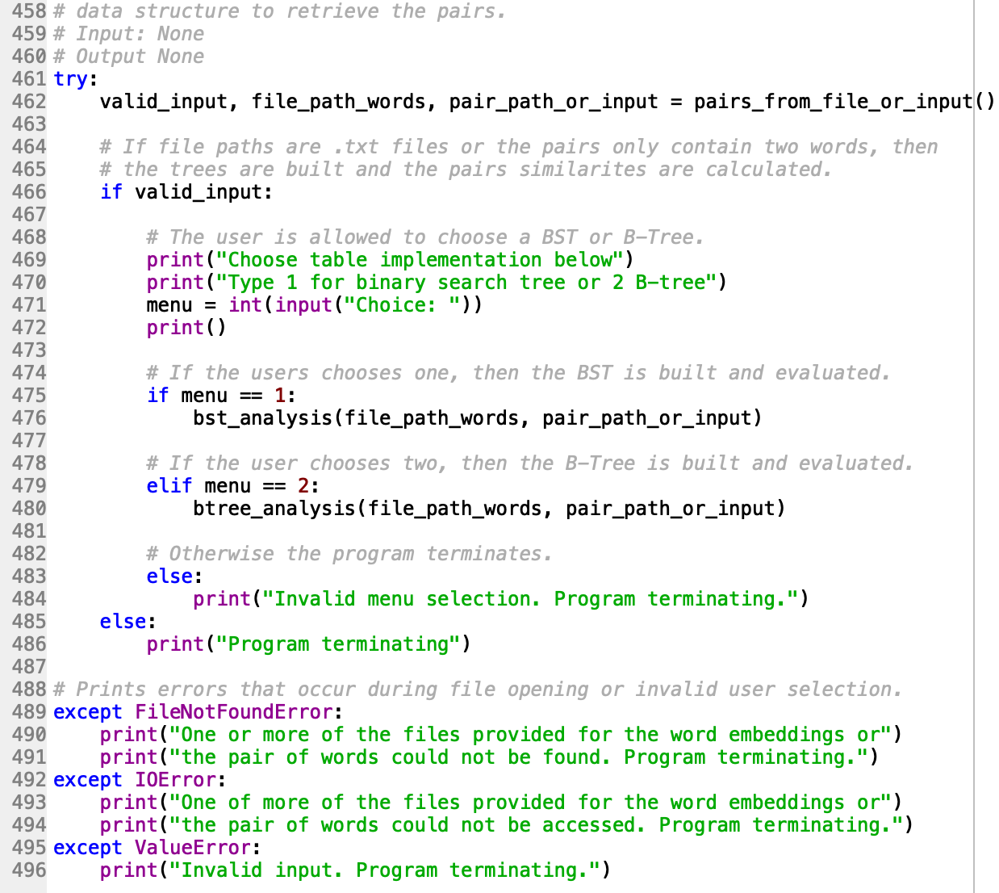 458 # data structure to retrieve the pairs.
459 # Input: None
460 # Output None
461 try:
462     valid_input, file_path_words, pair_path_or_input = pairs_from_file_or_input()
463
464     # If file paths are .txt files or the pairs only contain two words, then
465     # the trees are built and the pairs similarites are calculated.
466     if valid_input:
467
468         # The user is allowed to choose a BST or B-Tree.
469         print("Choose table implementation below")
470         print("Type 1 for binary search tree or 2 B-tree")
471         menu = int(input("Choice: "))
472         print()
473
474         # If the users chooses one, then the BST is built and evaluated.
475         if menu == 1:
476             bst_analysis(file_path_words, pair_path_or_input)
477
478         # If the user chooses two, then the B-Tree is built and evaluated.
479         elif menu == 2:
480             btree_analysis(file_path_words, pair_path_or_input)
481
482         # Otherwise the program terminates.
483         else:
484             print("Invalid menu selection. Program terminating.")
485     else:
486         print("Program terminating")
487
488 # Prints errors that occur during file opening or invalid user selection.
489 except FileNotFoundError:
490     print("One or more of the files provided for the word embeddings or")
491     print("the pair of words could not be found. Program terminating.")
492 except IOError:
493     print("One of more of the files provided for the word embeddings or")
494     print("the pair of words could not be accessed. Program terminating.")
495 except ValueError:
496     print("Invalid input. Program terminating.")